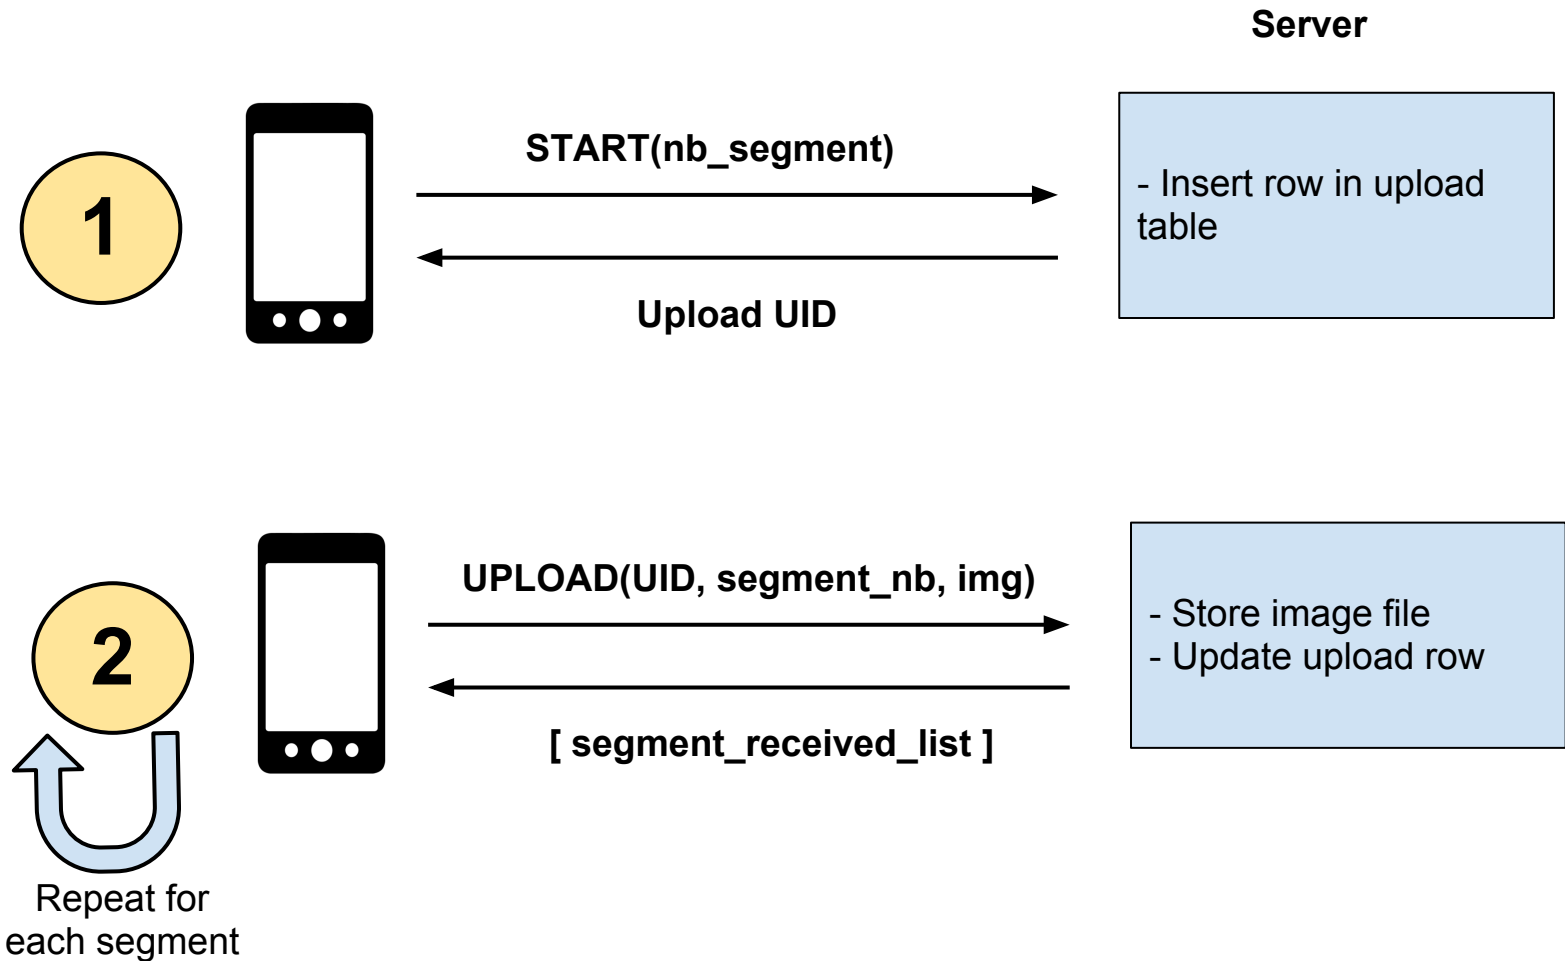 Server
1
START(nb_segment)
- Insert row in upload
table
Upload UID
2
UPLOAD(UID, segment_nb, img)
- Store image file
- Update upload row
[ segment_received_list ]
Repeat for
each segment